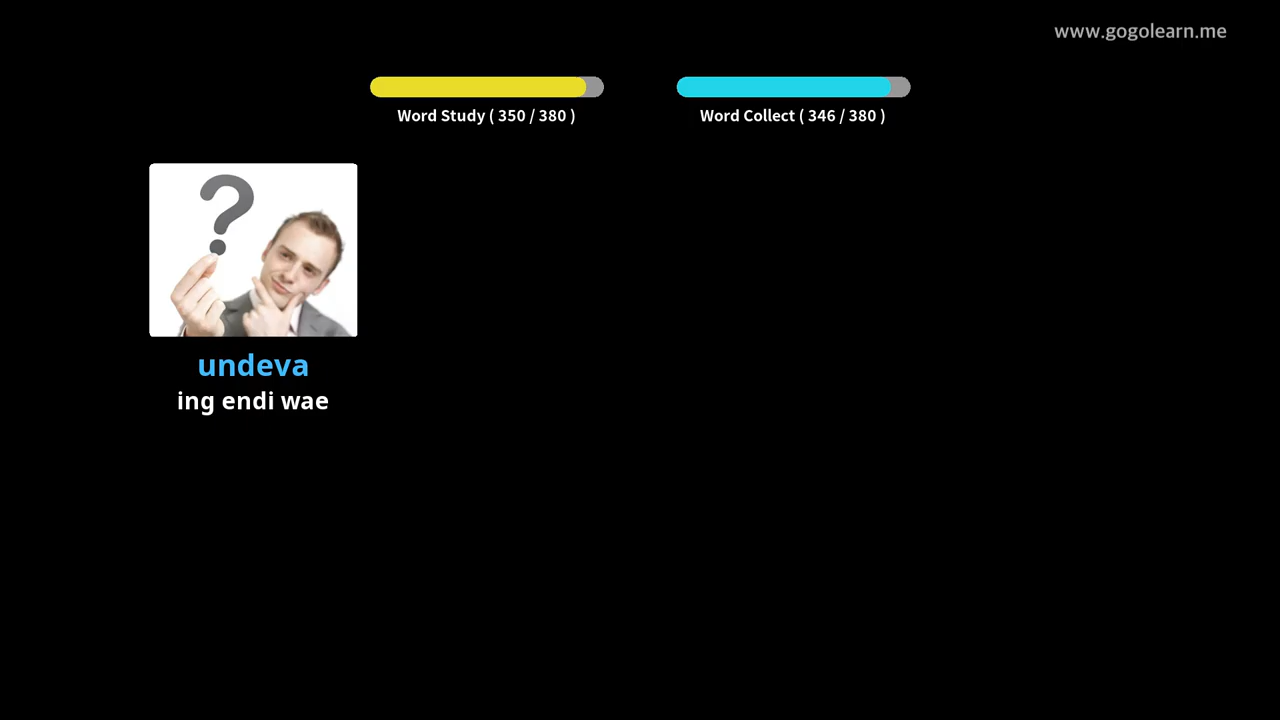 www.gogolearn.me
Word Study ( 350 / 380 )
Word Collect ( 346 / 380 )
undeva
ing endi wae